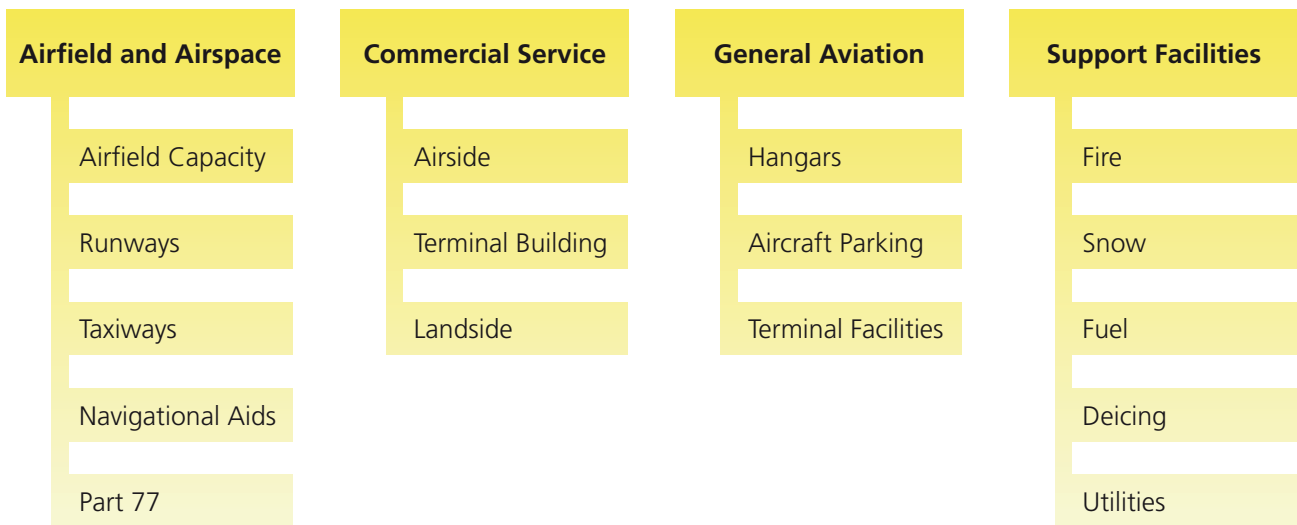 Airfield and Airspace
Airfield Capacity
Runways
Taxiways
Navigational Aids
Part 77
Commercial Service
Airside
Terminal Building
Landside
General Aviation
Hangars
Aircraft Parking
Terminal Facilities
Support Facilities
Fire
Snow
Fuel
Deicing
Utilities